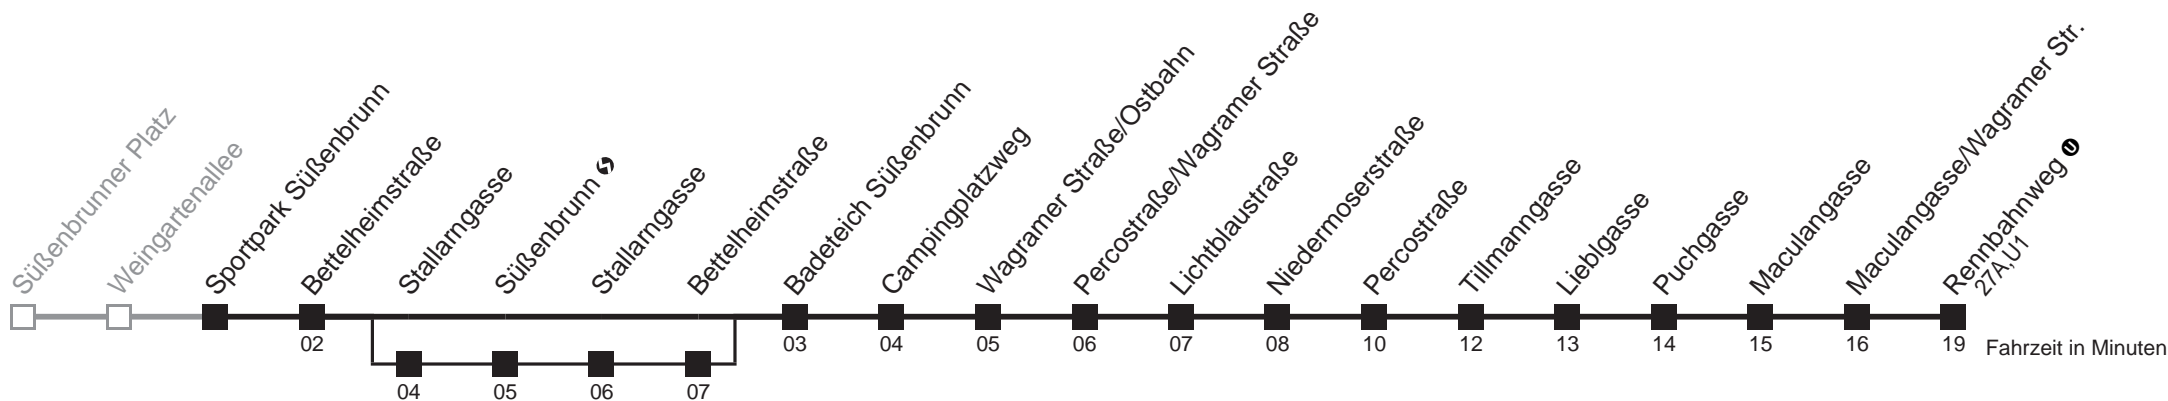 Süßenbrunner Platz
Weingartenallee
Sportpark Süßenbrunn
Bettelheimstraße
Stallarngasse
Süßenbrunn
Stallarngasse
Bettelheimstraße
Badeteich Süßenbrunn
Campingplatzweg
Wagramer Straße/Ostbahn
Percostraße/Wagramer Straße
Lichtblaustraße
Niedermoserstraße
Percostraße
Tillmanngasse
Lieblgasse
Puchgasse
Maculangasse
Maculangasse/Wagramer Str.
Rennbahnweg U
27A,U1
02 03 04 05 06 07 08 10 12 13 14 15 16 19 Fahrzeit in Minuten
04 05 06 07